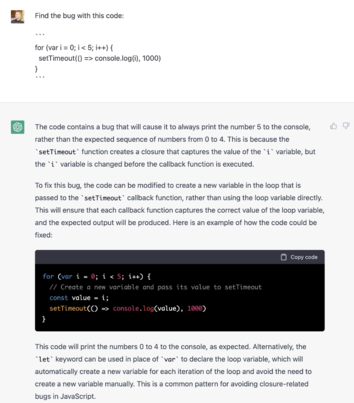 Find the bug with this code:
```
for (var i = 0; i < 5; i++) {
setTimeout(() => console.log(i), 1000)
}
```
The code contains a bug that will cause it to always print the number 5 to the console,
rather than the expected sequence of numbers from 0 to 4. This is because the
`setTimeout` function creates a closure that captures the value of the `i` variable, but
the `i` variable is changed before the callback function is executed.
To fix this bug, the code can be modified to create a new variable in the loop that is
passed to the `setTimeout` callback function, rather than using the loop variable directly.
This will ensure that each callback function captures the correct value of the loop variable,
and the expected output will be produced. Here is an example of how the code could be
fixed:
Copy code
for (var i = 0; i < 5; i++) {
// Create a new variable and pass its value to setTimeout
const value = i;
setTimeout(() => console.log(value), 1000)
}
This code will print the numbers 0 to 4 to the console, as expected. Alternatively, the
`let` keyword can be used in place of `var` to declare the loop variable, which will
automatically create a new variable for each iteration of the loop and avoid the need to
create a new variable manually. This is a common pattern for avoiding closure-related
bugs in JavaScript.